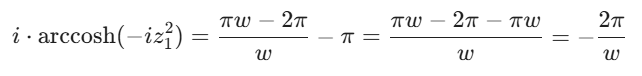 i · arccosh(−iz₁²) = (πw − 2π)/w − π = (πw − 2π − πw)/w = −2π/w